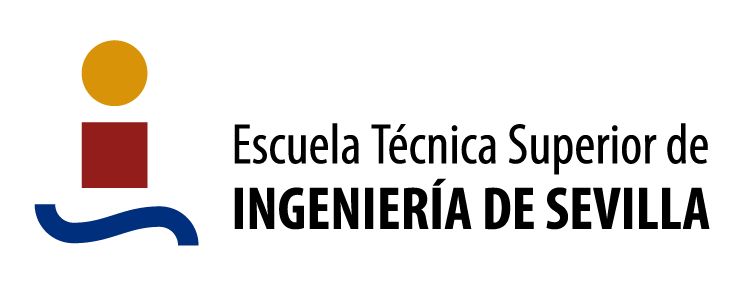 Escuela Técnica Superior de
INGENIERÍA DE SEVILLA